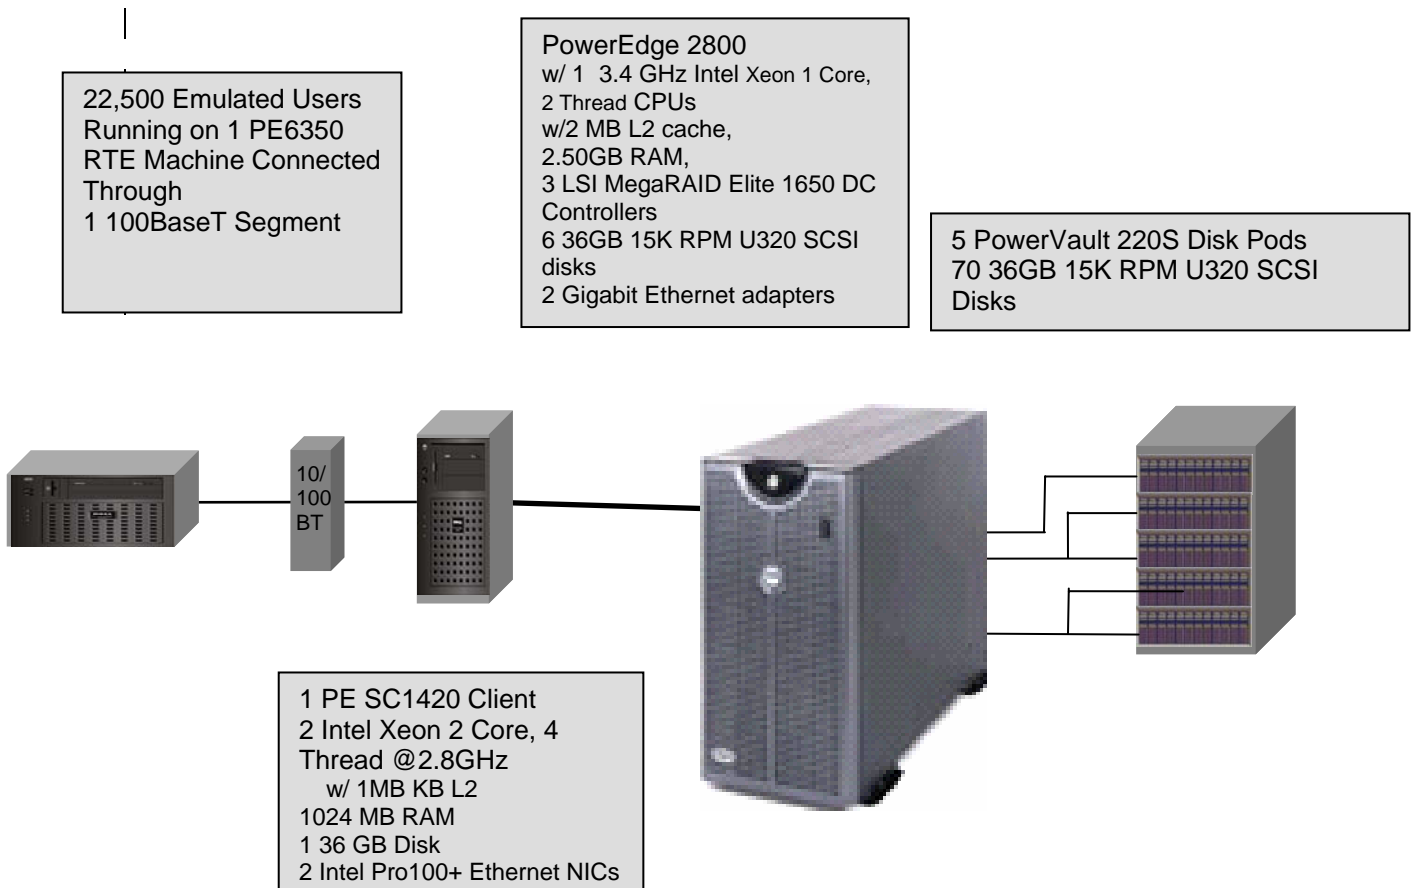 22,500 Emulated Users
Running on 1 PE6350
RTE Machine Connected
Through
1 100BaseT Segment
PowerEdge 2800
w/ 1 3.4 GHz Intel Xeon 1 Core,
2 Thread CPUs
w/2 MB L2 cache,
2.50GB RAM,
3 LSI MegaRAID Elite 1650 DC
Controllers
6 36GB 15K RPM U320 SCSI
disks
2 Gigabit Ethernet adapters
5 PowerVault 220S Disk Pods
70 36GB 15K RPM U320 SCSI
Disks
10/
100
BT
1 PE SC1420 Client
2 Intel Xeon 2 Core, 4
Thread @2.8GHz
w/ 1MB KB L2
1024 MB RAM
1 36 GB Disk
2 Intel Pro100+ Ethernet NICs